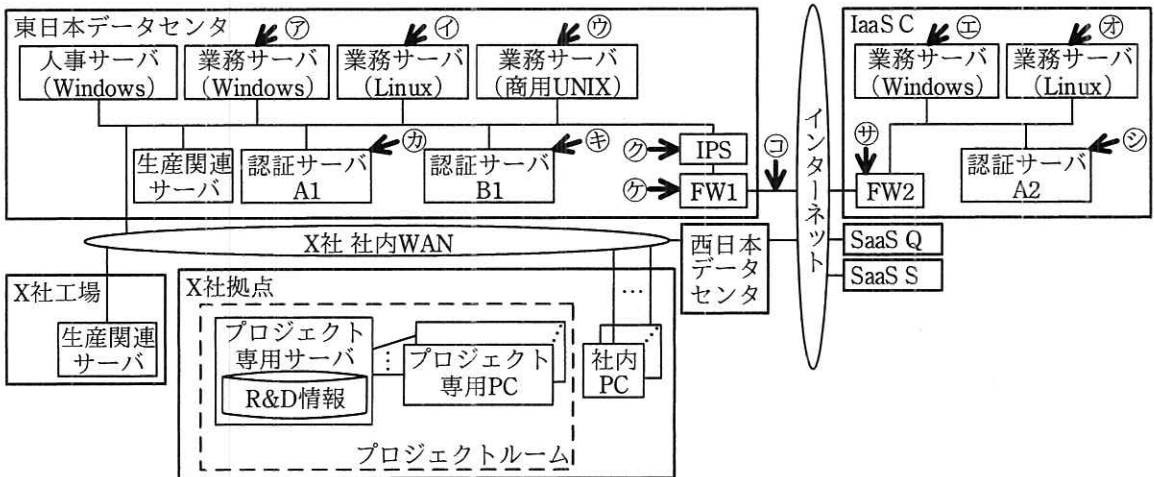 東日本データセンタ
人事サーバ
(Windows)
㋐
業務サーバ
(Windows)
㋑
業務サーバ
(Linux)
㋒
業務サーバ
(商用UNIX)
生産関連
サーバ
㋕
認証サーバ
A1
㋖
認証サーバ
B1
㋗
IPS
㋘
FW1
㋙
インターネット
IaaS C
㋓
業務サーバ
(Windows)
㋔
業務サーバ
(Linux)
㋚
FW2
㋛
認証サーバ
A2
X社 社内WAN
西日本
データ
センタ
SaaS Q
SaaS S
X社工場
生産関連
サーバ
X社拠点
プロジェクト
専用サーバ
R&D情報
⋮
プロジェクト
専用PC
プロジェクトルーム
…
社内
PC